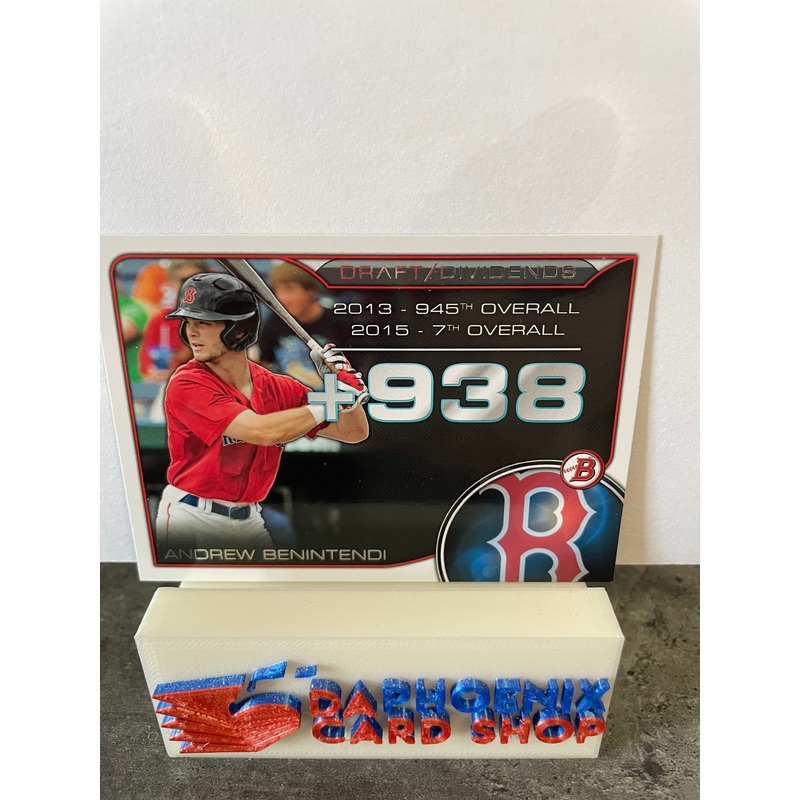 DRAFT/DIVIDENDS
2013 - 945TH OVERALL
2015 - 7TH OVERALL
+938
B
B
B
ANDREW BENINTENDI
DAPHOENIX
CARD SHOP